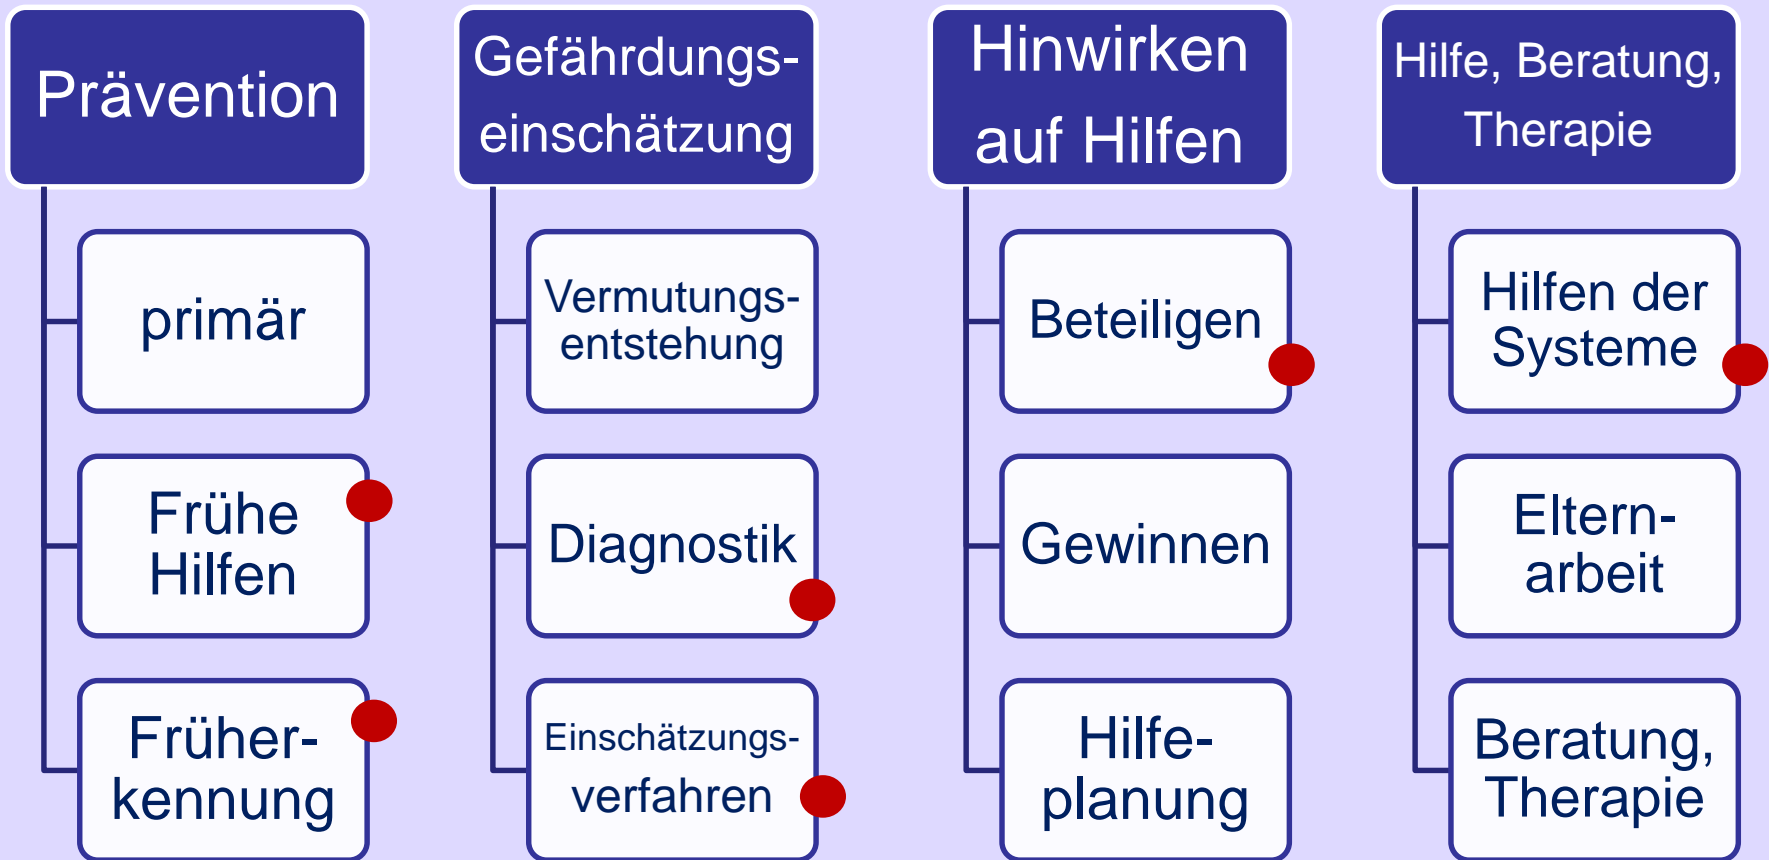 Prävention
primär
Frühe
Hilfen
Früher-
kennung
Gefährdungs-
einschätzung
Vermutungs-
entstehung
Diagnostik
Einschätzungs-
verfahren
Hinwirken
auf Hilfen
Beteiligen
Gewinnen
Hilfe-
planung
Hilfe, Beratung,
Therapie
Hilfen der
Systeme
Eltern-
arbeit
Beratung,
Therapie